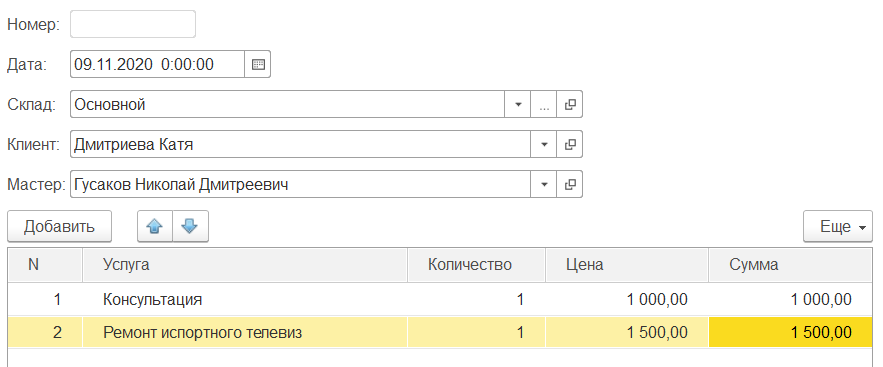 Номер:
Дата: 09.11.2020 0:00:00
Склад: Основной ...
Клиент: Дмитриева Катя
Мастер: Гусаков Николай Дмитреевич
Добавить Еще
N Услуга Количество Цена Сумма
1 Консультация 1 1 000,00 1 000,00
2 Ремонт испортного телевиз 1 1 500,00 1 500,00